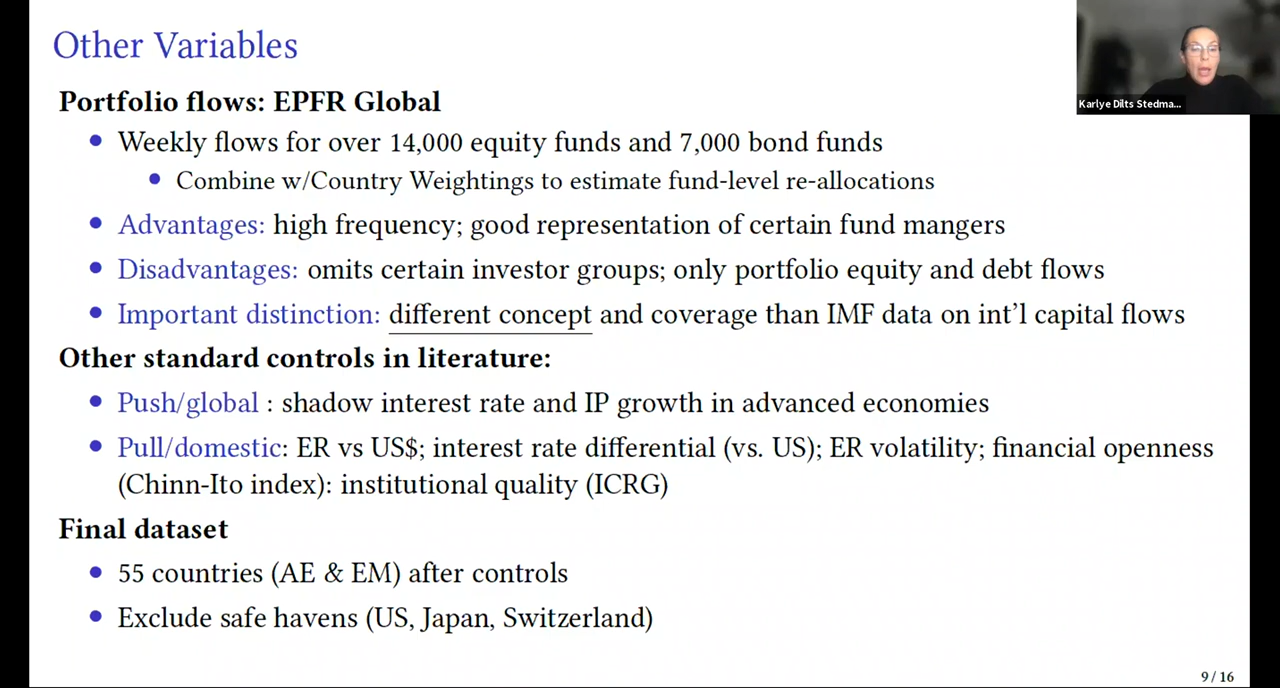 Other Variables
Karlye Dilts Stedma...
Portfolio flows: EPFR Global
• Weekly flows for over 14,000 equity funds and 7,000 bond funds
• Combine w/Country Weightings to estimate fund-level re-allocations
• Advantages: high frequency; good representation of certain fund mangers
• Disadvantages: omits certain investor groups; only portfolio equity and debt flows
• Important distinction: different concept and coverage than IMF data on int'l capital flows
Other standard controls in literature:
• Push/global : shadow interest rate and IP growth in advanced economies
• Pull/domestic: ER vs US$; interest rate differential (vs. US); ER volatility; financial openness
(Chinn-Ito index): institutional quality (ICRG)
Final dataset
• 55 countries (AE & EM) after controls
• Exclude safe havens (US, Japan, Switzerland)
9 / 16